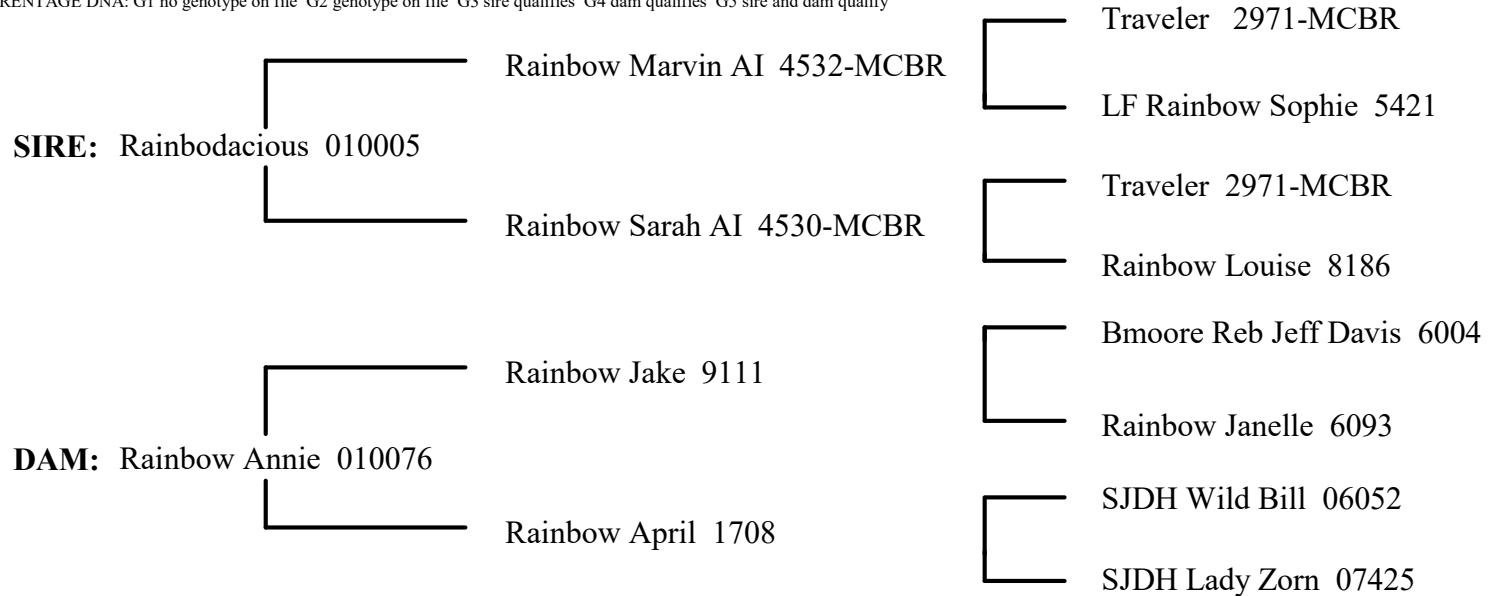 RENTAGE DNA: G1 no genotype on file G2 genotype on file G3 sire qualifies G4 dam qualifies G5 sire and dam qualify
Traveler 2971-MCBR
Rainbow Marvin AI 4532-MCBR
LF Rainbow Sophie 5421
SIRE: Rainbodacious 010005
Traveler 2971-MCBR
Rainbow Sarah AI 4530-MCBR
Rainbow Louise 8186
Bmoore Reb Jeff Davis 6004
Rainbow Jake 9111
Rainbow Janelle 6093
DAM: Rainbow Annie 010076
SJDH Wild Bill 06052
Rainbow April 1708
SJDH Lady Zorn 07425